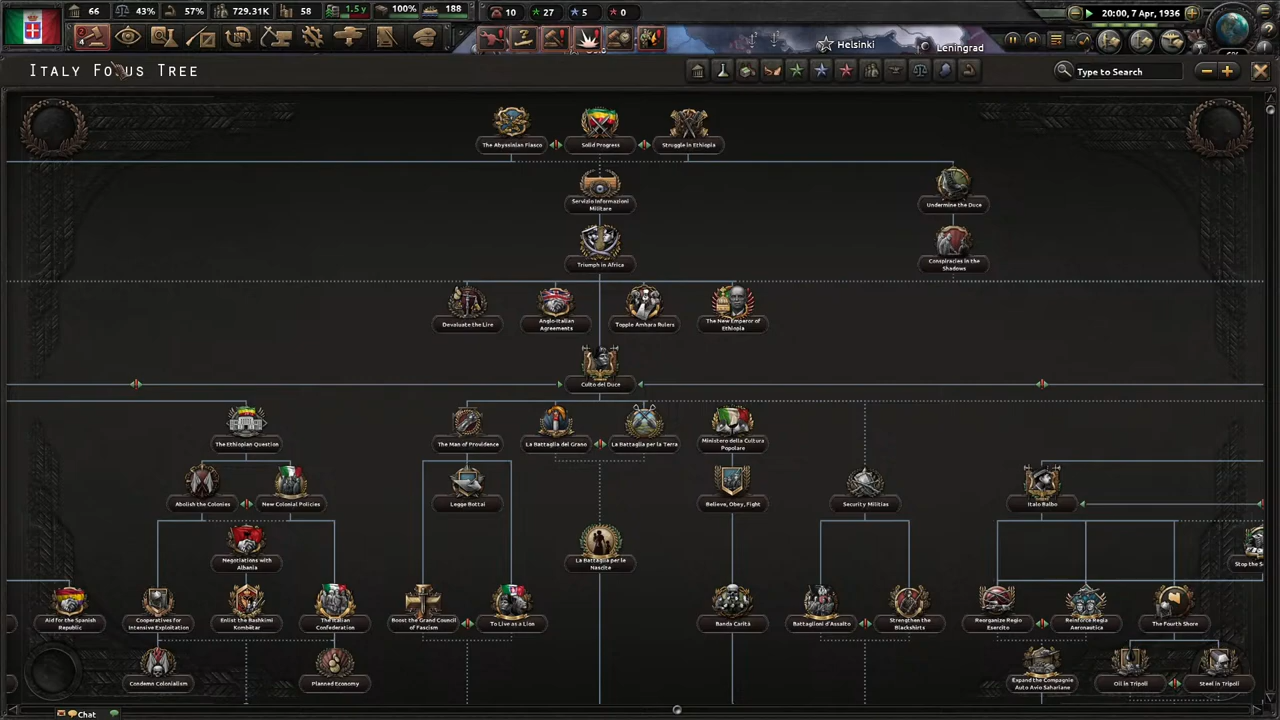 66
43%
57%
729.31K
58
1.5 y
100%
188
10
27
5
0
20:00, 7 Apr, 1936
Helsinki
Leningrad
Italy Focus Tree
Type to Search
The Abyssinian Fiasco
Solid Progress
Struggle in Ethiopia
Servizio Informazioni
Militare
Undermine the Duce
Triumph in Africa
Conspiracies in the
Shadows
Devaluate the Lire
Anglo-Italian
Agreements
Topple Amhara Rulers
The New Emperor of
Ethiopia
Culto del Duce
The Ethiopian Question
The Man of Providence
La Battaglia del Grano
La Battaglia per la Terra
Ministero della Cultura
Popolare
Abolish the Colonies
New Colonial Policies
Legge Bottai
Believe, Obey, Fight
Security Militias
Italo Balbo
Negotiations with
Albania
La Battaglia per le
Nascite
Stop the S
Aid for the Spanish
Republic
Cooperatives for
Intensive Exploitation
Enlist the Bashkimi
Kombëtar
The Italian
Confederation
Boost the Grand Council
of Fascism
To Live as a Lion
Banda Carità
Battaglioni d'Assalto
Strengthen the
Blackshirts
Reorganize Regio
Esercito
Reinforce Regia
Aeronautica
The Fourth Shore
Condemn Colonialism
Planned Economy
Expand the Compagnie
Auto Avio Sahariane
Oil in Tripoli
Steel in Tripoli
Chat